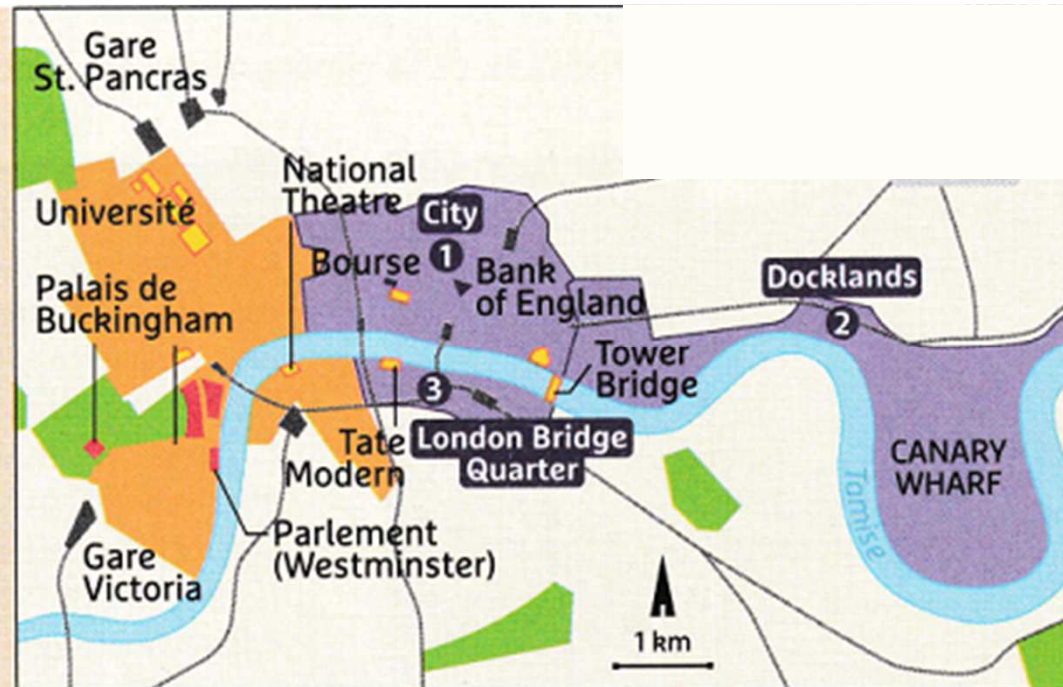 Gare
St. Pancras
National
Theatre
Université
City
1
Bourse
Bank
of England
Palais de
Buckingham
Docklands
2
Tower
Bridge
3
Tate
Modern
London Bridge
Quarter
CANARY
WHARF
Tamise
Parlement
(Westminster)
Gare
Victoria
1 km